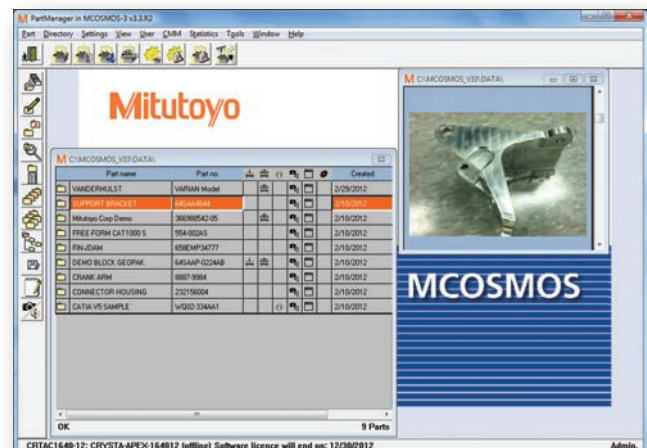 PartManager in MCOSMOS-3 v3.3.R2
Part Directory Settings View User CMM Statistics Tools Window Help
C:\MCOSMOS_V33\DATA\
Mitutoyo
C:\MCOSMOS_V33\DATA\
Part name Part no. Created
VANDERHULST VARIAN Model 2/29/2012
SUPPORT BRACKET 645AA4644 2/10/2012
Mitutoyo Corp Demo 366988542-05 2/10/2012
FREE-FORM CAT1000 S 554-002AS 2/10/2012
FIN-JDAM 658EMP34777 2/10/2012
DEMO BLOCK GEOPAK 645AAP-0224AB 2/10/2012
CRANK ARM 8887-9984 2/10/2012
CONNECTOR HOUSING 232156004 2/10/2012
CATIA V5 SAMPLE WQ02-334AA1 2/10/2012
MCOSMOS
OK 9 Parts
CRTAC1640-12: CRYSTA-APEX-164012 (offline) Software licence will end on: 12/30/2012 Admin.